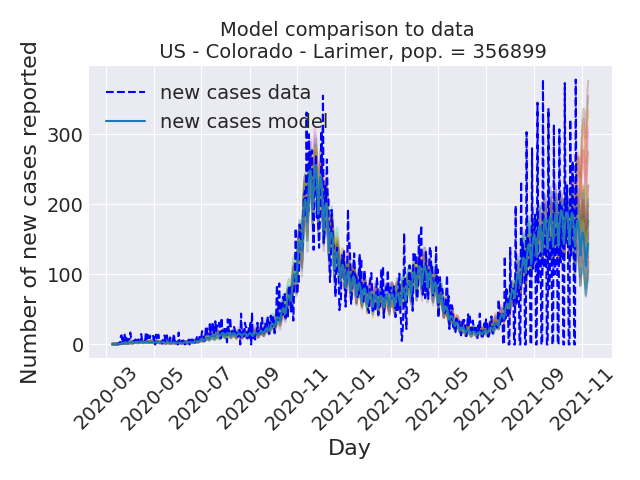 Model comparison to data
US - Colorado - Larimer, pop. = 356899
new cases data
new cases model
Number of new cases reported
300
200
100
0
2020-03
2020-05
2020-07
2020-09
2020-11
2021-01
2021-03
2021-05
2021-07
2021-09
2021-11
Day